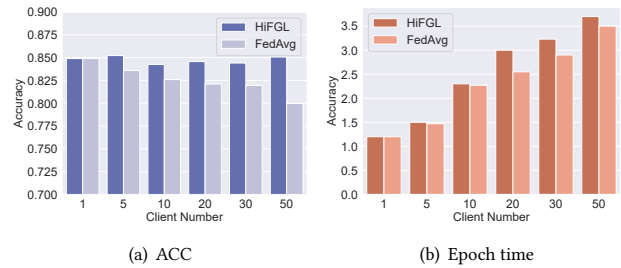 0.900
0.875
0.850
0.825
0.800
0.775
0.750
0.725
0.700
Accuracy
HiFGL
FedAvg
1 5 10 20 30 50
Client Number
(a) ACC
3.5
3.0
2.5
2.0
1.5
1.0
0.5
0.0
Accuracy
HiFGL
FedAvg
1 5 10 20 30 50
Client Number
(b) Epoch time